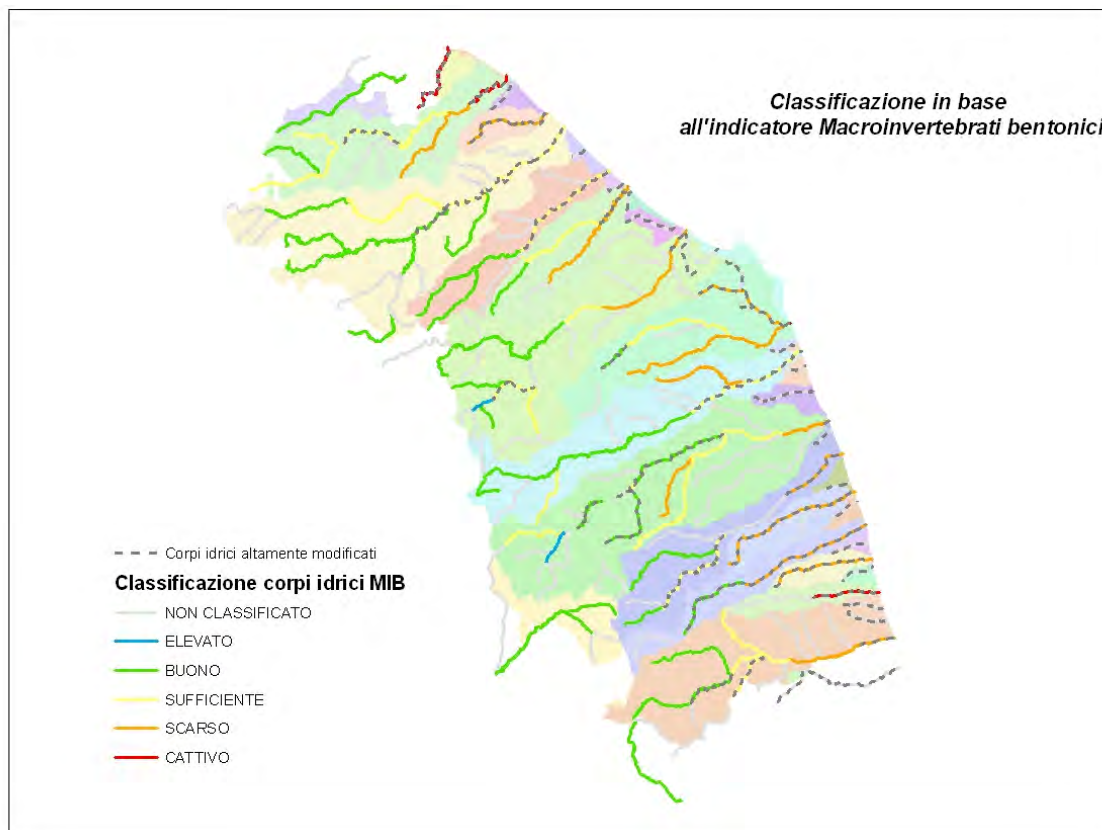 Classificazione in base
all'indicatore Macroinvertebrati bentonici
Corpi idrici altamente modificati
Classificazione corpi idrici MIB
NON CLASSIFICATO
ELEVATO
BUONO
SUFFICIENTE
SCARSO
CATTIVO